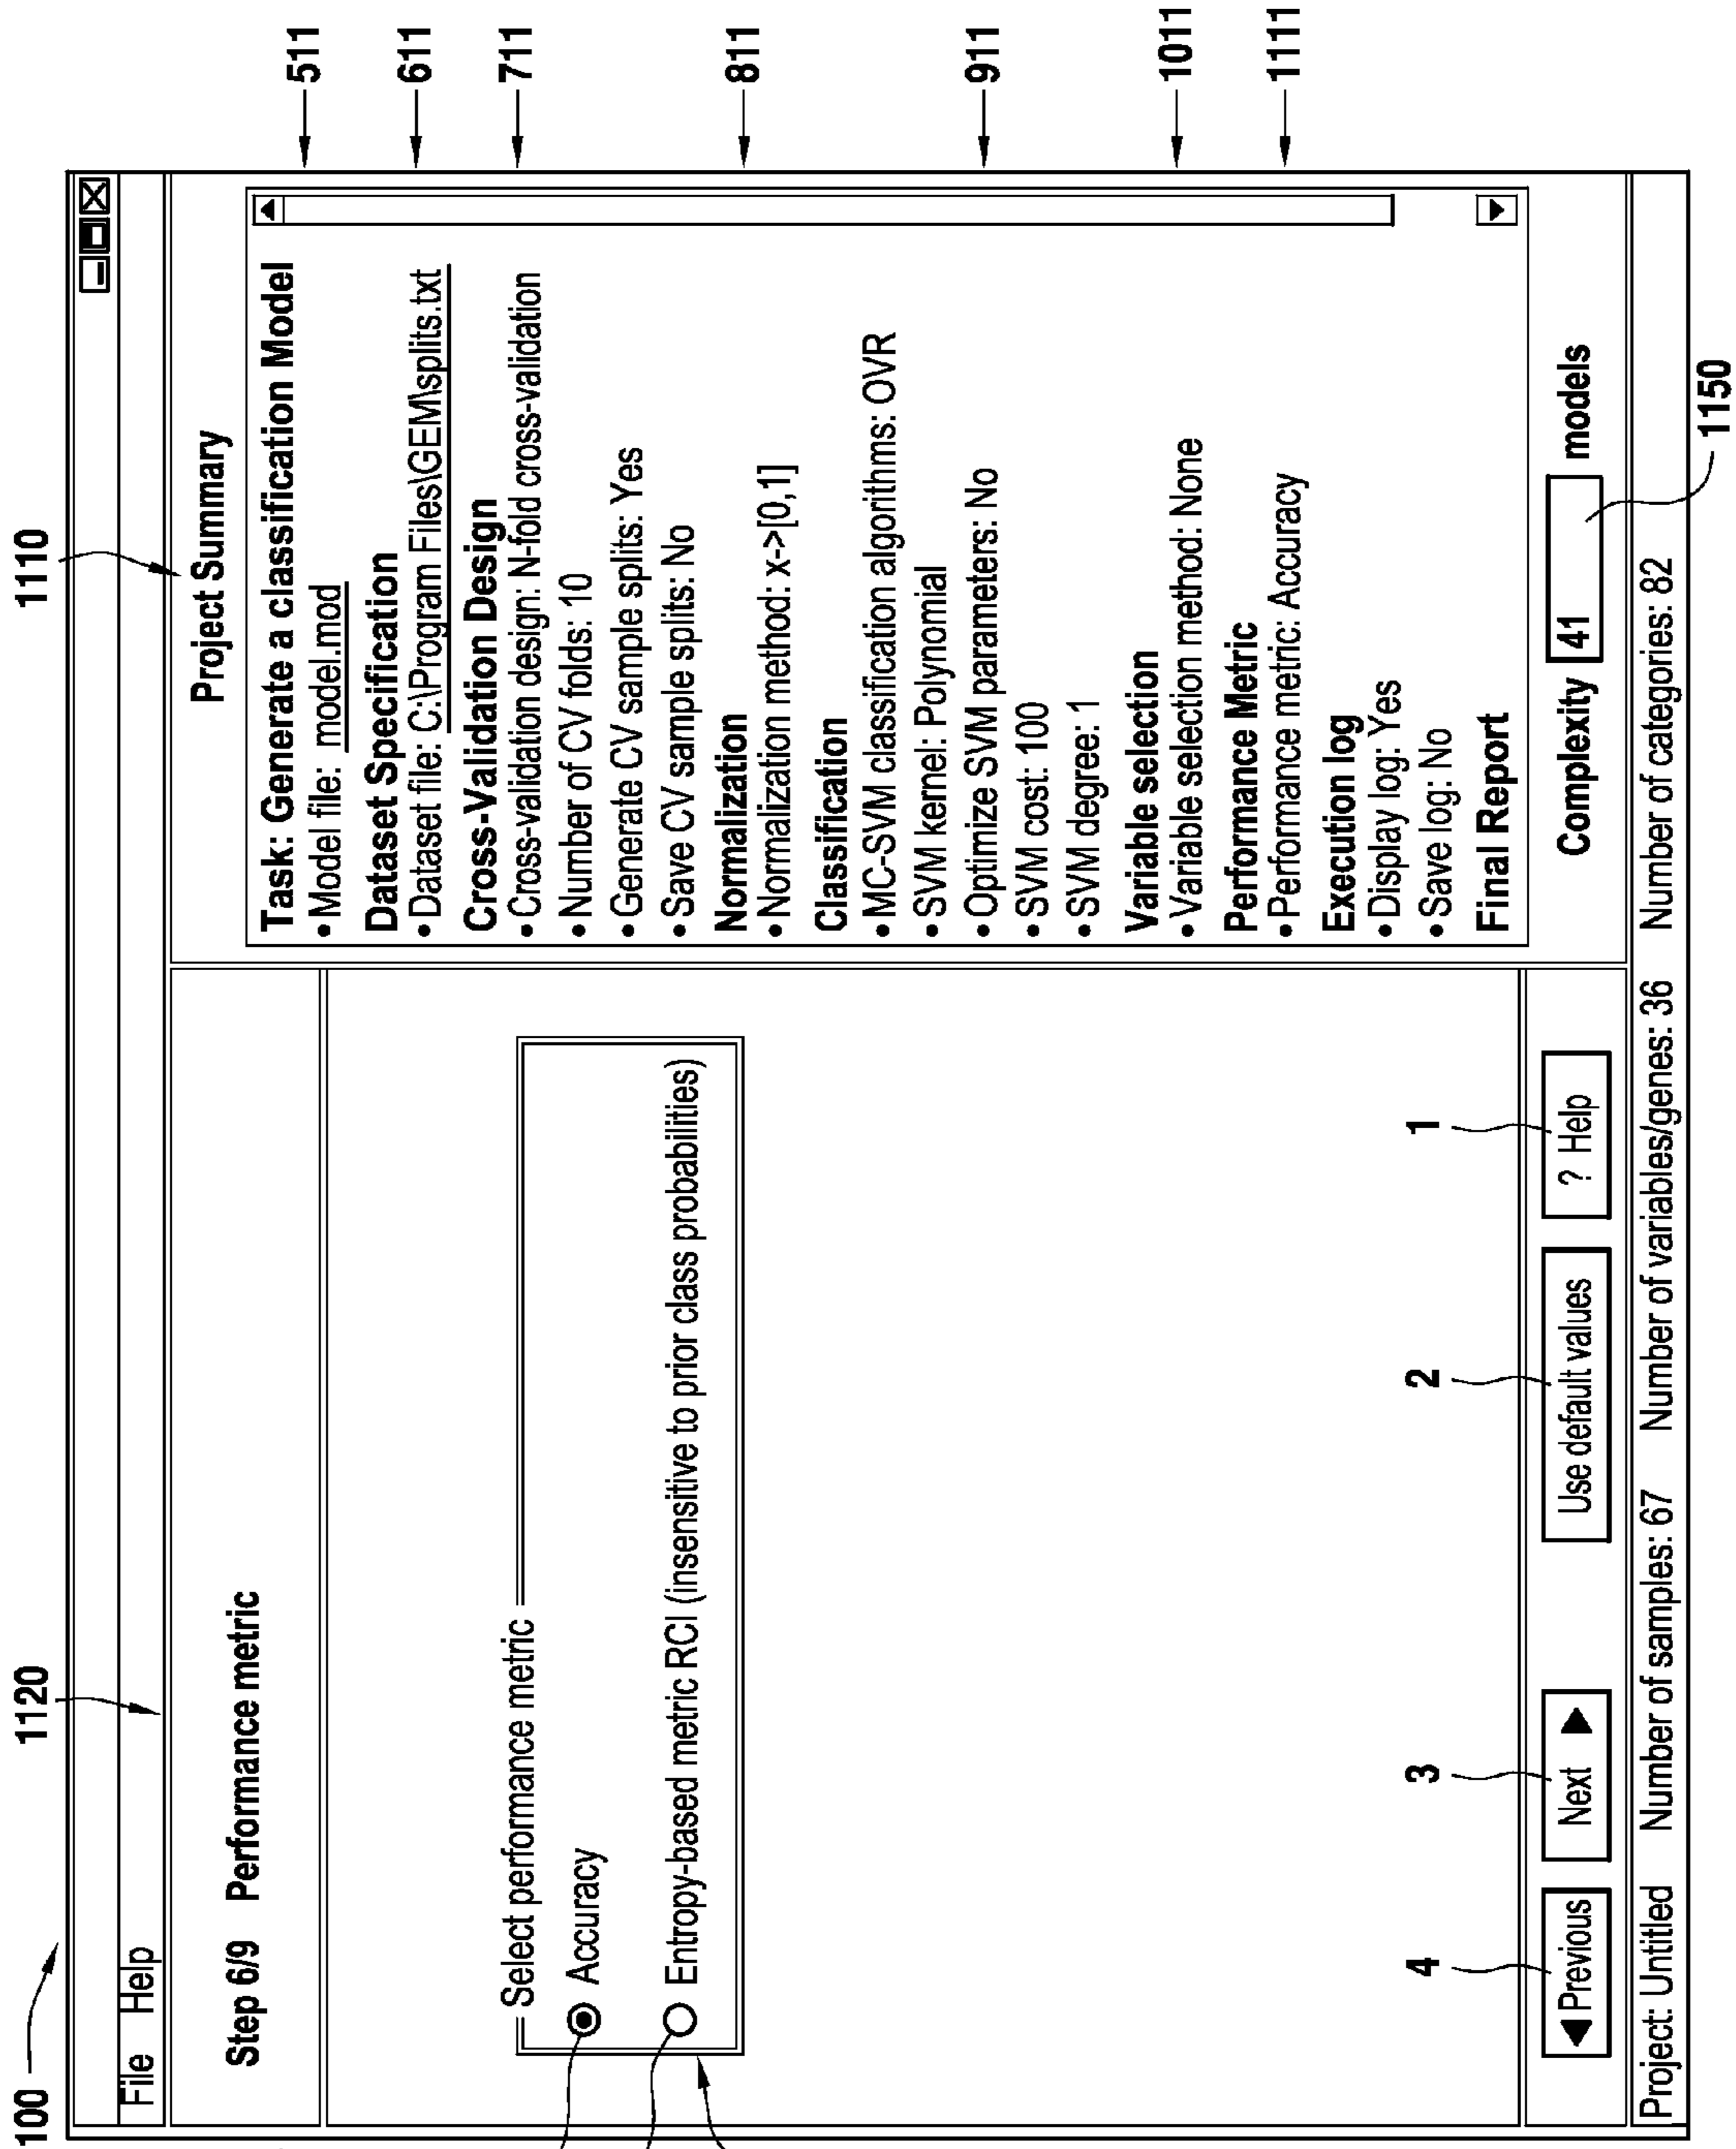 100
1120
1110
File Help
Step 6/9 Performance metric
Select performance metric
Accuracy
Entropy-based metric RCI (insensitive to prior class probabilities)
4
3
2
1
Previous
Next
Use default values
? Help
Project Summary
Task: Generate a classification Model
• Model file: model.mod
Dataset Specification
• Dataset file: C:\Program Files\GEM\splits.txt
Cross-Validation Design
• Cross-validation design: N-fold cross-validation
• Number of CV folds: 10
• Generate CV sample splits: Yes
• Save CV sample splits: No
Normalization
• Normalization method: x->[0,1]
Classification
• MC-SVM classification algorithms: OVR
• SVM kernel: Polynomial
• Optimize SVM parameters: No
• SVM cost: 100
• SVM degree: 1
Variable selection
• Variable selection method: None
Performance Metric
• Performance metric: Accuracy
Execution log
• Display log: Yes
• Save log: No
Final Report
Complexity 41 models
Project: Untitled Number of samples: 67 Number of variables/genes: 36 Number of categories: 82
1150
511
611
711
811
911
1011
1111